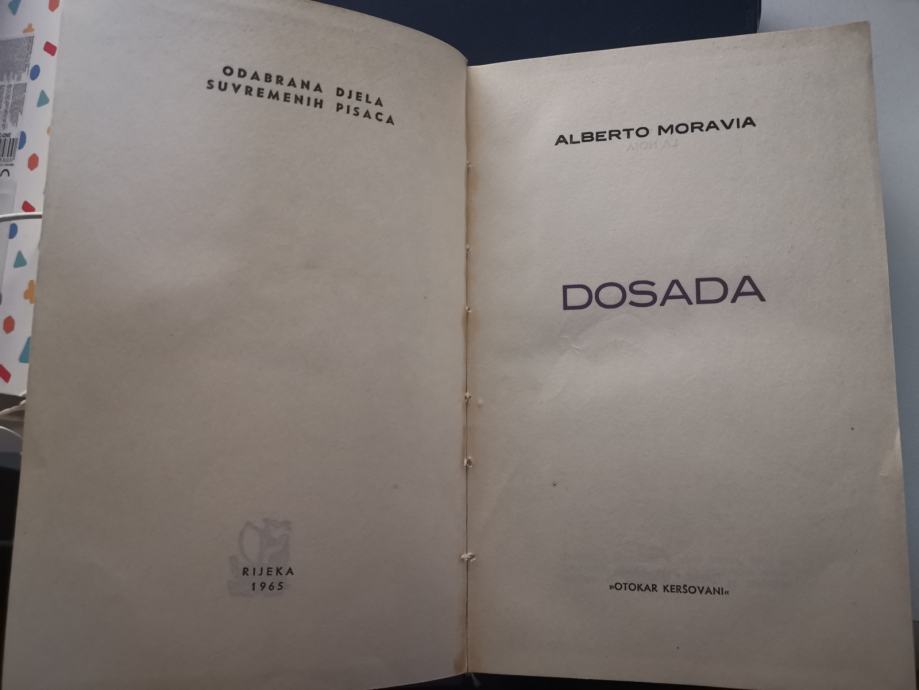 ODABRANA DJELA
SUVREMENIH PISACA
RIJEKA
1965
ALBERTO MORAVIA
DOSADA
»OTOKAR KERŠOVANI«